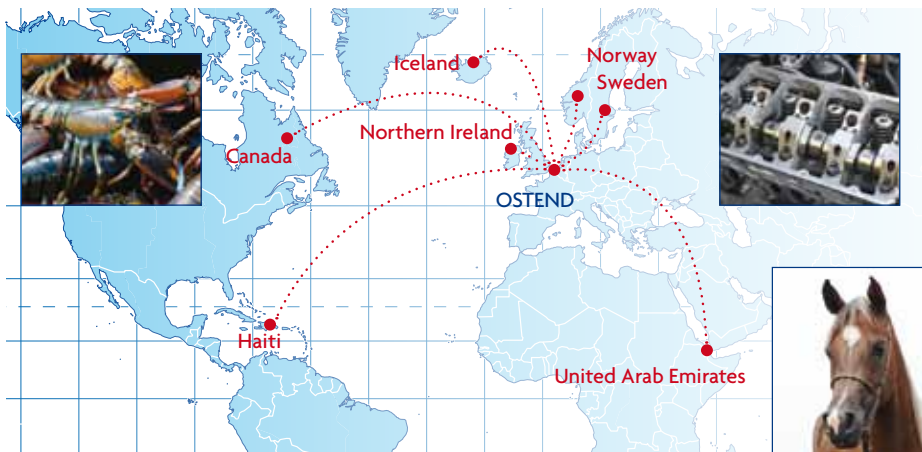 Iceland
Norway
Sweden
Northern Ireland
Canada
OSTEND
Haiti
United Arab Emirates